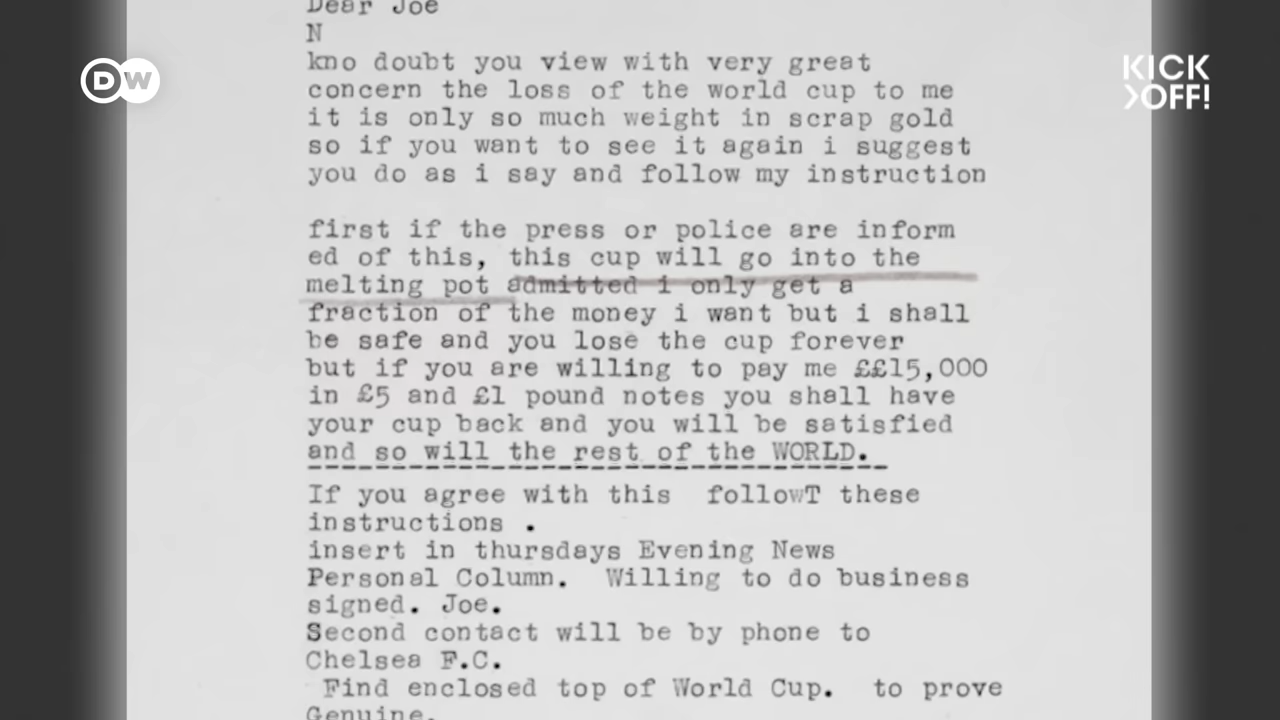 Dear Joe
N
kno doubt you view with very great
concern the loss of the world cup to me
it is only so much weight in scrap gold
so if you want to see it again i suggest
you do as i say and follow my instruction
first if the press or police are inform
ed of this, this cup will go into the
melting pot admitted i only get a
fraction of the money i want but i shall
be safe and you lose the cup forever
but if you are willing to pay me ££15,000
in £5 and £1 pound notes you shall have
your cup back and you will be satisfied
and so will the rest of the WORLD.
If you agree with this  followT these
instructions .
insert in thursdays Evening News
Personal Column.  Willing to do business
signed. Joe.
Second contact will be by phone to
Chelsea F.C.
Find enclosed top of World Cup.  to prove
Genuine.
DW
KICK
OFF!